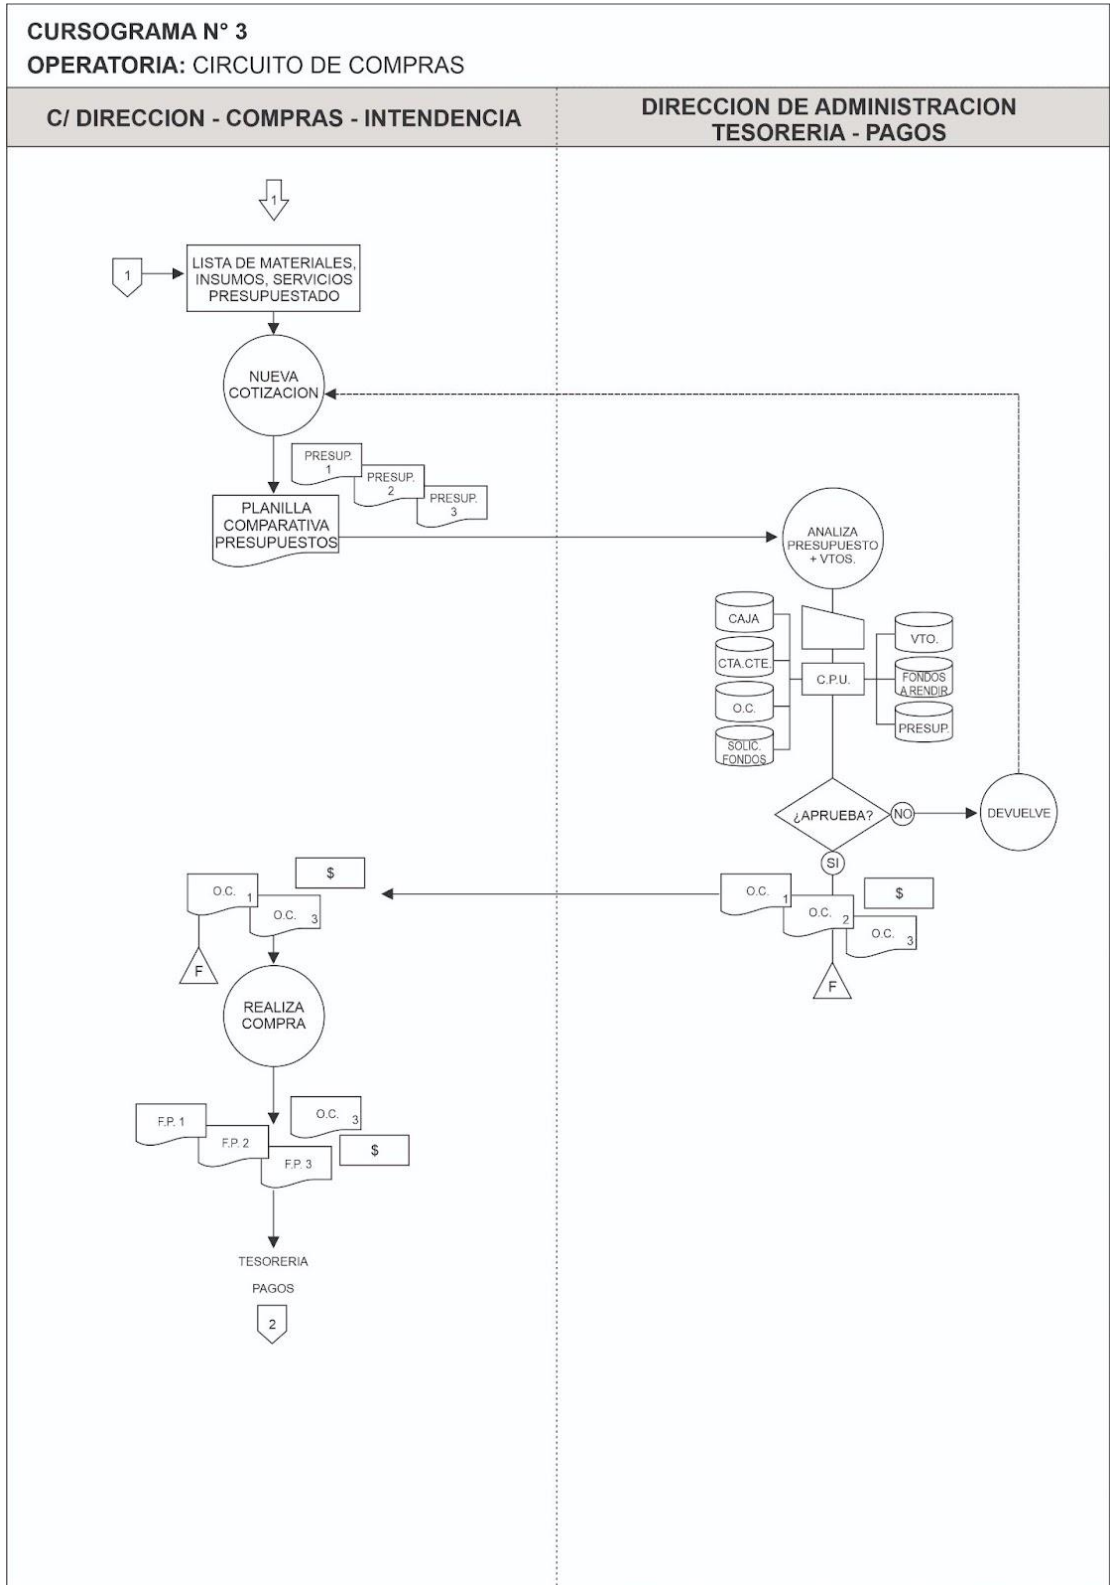 CURSOGRAMA N° 3
OPERATORIA: CIRCUITO DE COMPRAS
C/ DIRECCION - COMPRAS - INTENDENCIA
DIRECCION DE ADMINISTRACION
TESORERIA - PAGOS
1
1
LISTA DE MATERIALES,
INSUMOS, SERVICIOS
PRESUPUESTADO
NUEVA
COTIZACION
PRESUP.
1
PRESUP.
2
PRESUP.
3
PLANILLA
COMPARATIVA
PRESUPUESTOS
ANALIZA
PRESUPUESTO
+ VTOS.
CAJA
CTA.CTE.
O.C.
SOLIC.
FONDOS
C.P.U.
VTO.
FONDOS
A RENDIR
PRESUP.
¿APRUEBA?
NO
DEVUELVE
SI
O.C. 1
O.C. 2
O.C. 3
$
F
$
O.C. 1
O.C. 3
F
REALIZA
COMPRA
F.P. 1
F.P. 2
F.P. 3
O.C. 3
$
TESORERIA
PAGOS
2